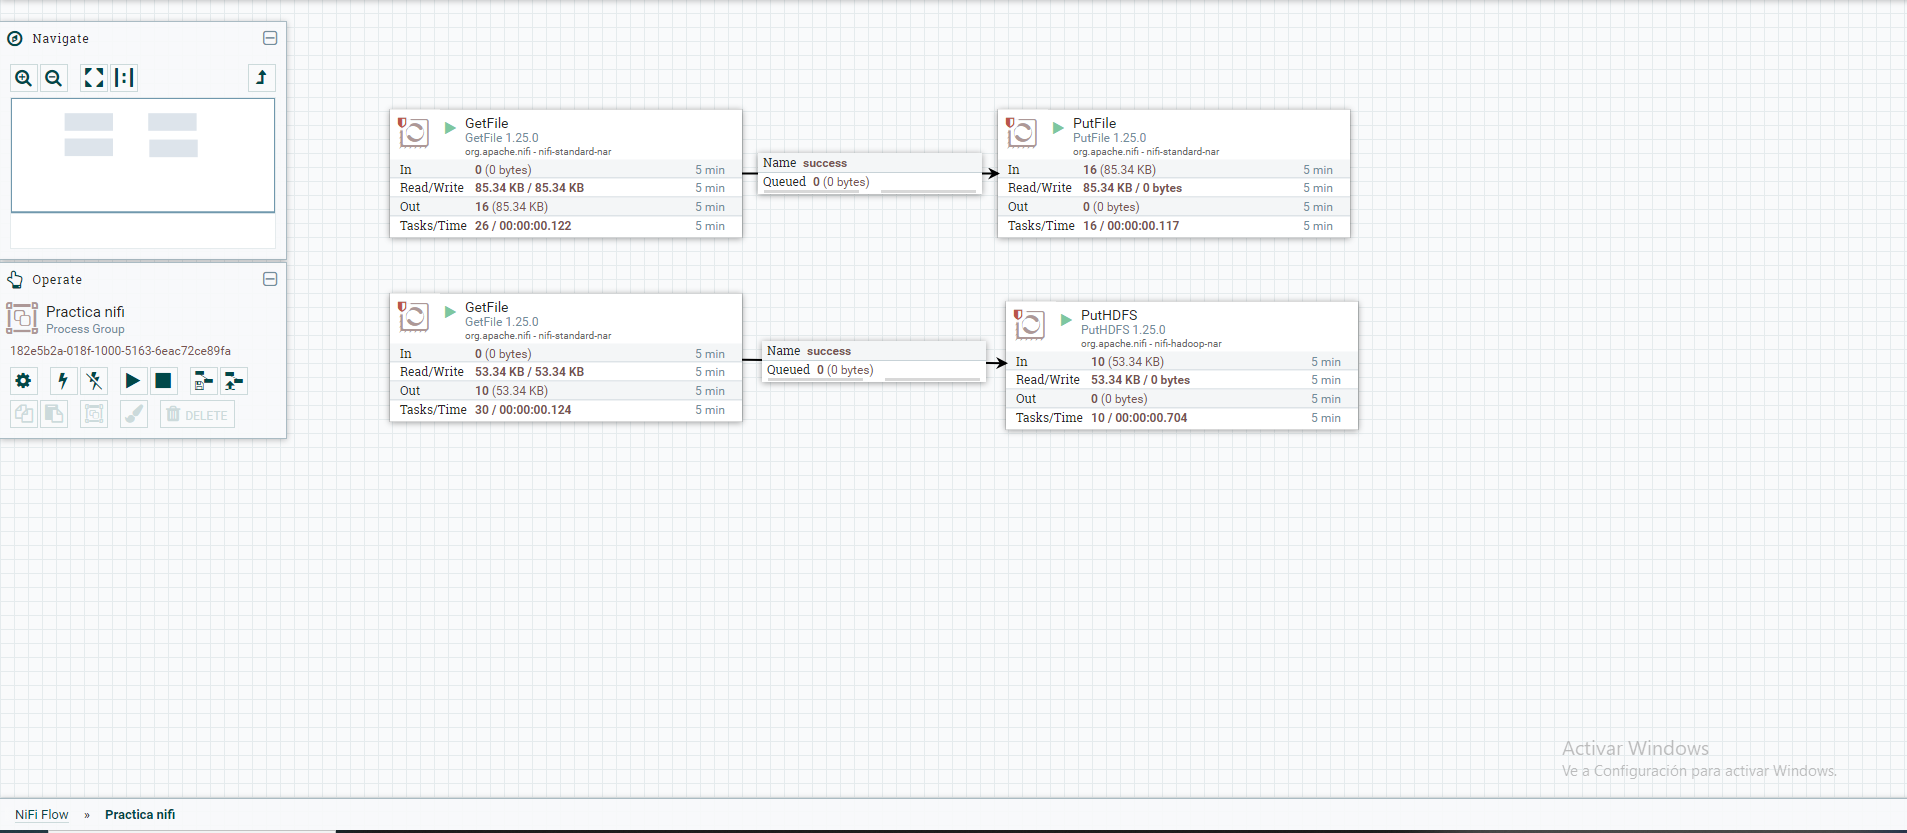 Navigate
Operate
Practica nifi
Process Group
182e5b2a-018f-1000-5163-6eac72ce89fa
DELETE
GetFile
GetFile 1.25.0
org.apache.nifi - nifi-standard-nar
In 0 (0 bytes) 5 min
Read/Write 85.34 KB / 85.34 KB 5 min
Out 16 (85.34 KB) 5 min
Tasks/Time 26 / 00:00:00.122 5 min
Name success
Queued 0 (0 bytes)
PutFile
PutFile 1.25.0
org.apache.nifi - nifi-standard-nar
In 16 (85.34 KB) 5 min
Read/Write 85.34 KB / 0 bytes 5 min
Out 0 (0 bytes) 5 min
Tasks/Time 16 / 00:00:00.117 5 min
GetFile
GetFile 1.25.0
org.apache.nifi - nifi-standard-nar
In 0 (0 bytes) 5 min
Read/Write 53.34 KB / 53.34 KB 5 min
Out 10 (53.34 KB) 5 min
Tasks/Time 30 / 00:00:00.124 5 min
Name success
Queued 0 (0 bytes)
PutHDFS
PutHDFS 1.25.0
org.apache.nifi - nifi-hadoop-nar
In 10 (53.34 KB) 5 min
Read/Write 53.34 KB / 0 bytes 5 min
Out 0 (0 bytes) 5 min
Tasks/Time 10 / 00:00:00.704 5 min
Activar Windows
Ve a Configuración para activar Windows.
NiFi Flow » Practica nifi